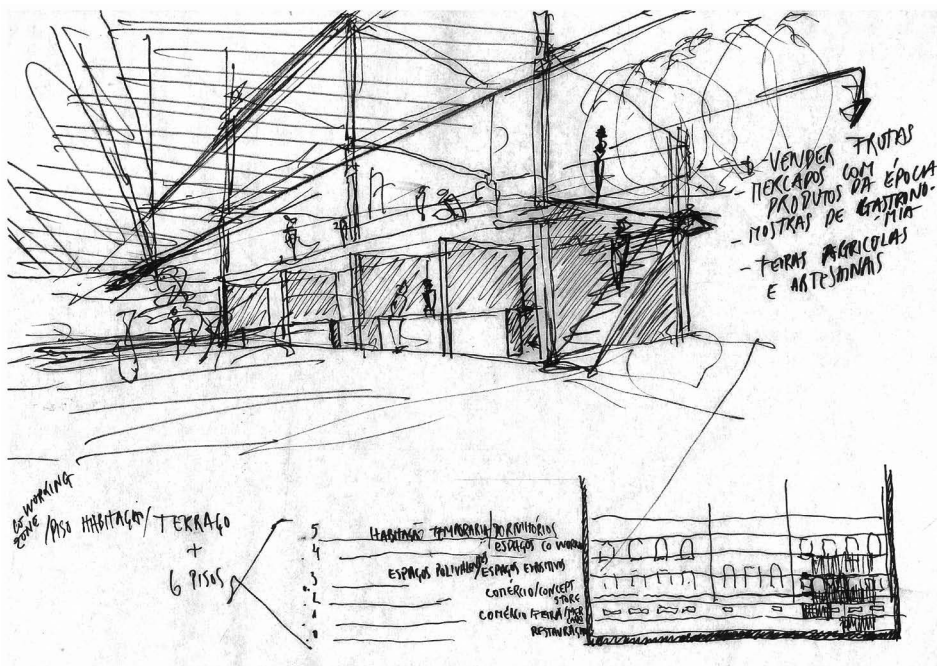 - VENDER FRUTAS
MERCADOS COM
PRODUTOS DA ÉPOCA
- MOSTRAS DE GASTRONO-
MIA
- FEIRAS AGRICOLAS
E ARTESANAIS
CO WORKING
ZONE / PISO HABITAÇÃO / TERRAÇO
+
6 PISOS
5 HABITAÇÃO TEMPORARIA/DORMITÓRIOS
4 ESPAÇOS CO WORKING
ESPAÇOS POLIVALENTES/ESPAÇOS EXPOSITIVOS
3
2 COMÉRCIO/CONCEPT
STORE
1 COMÉRCIO FEIRA/MER
CADO
0 RESTAURAÇÃO